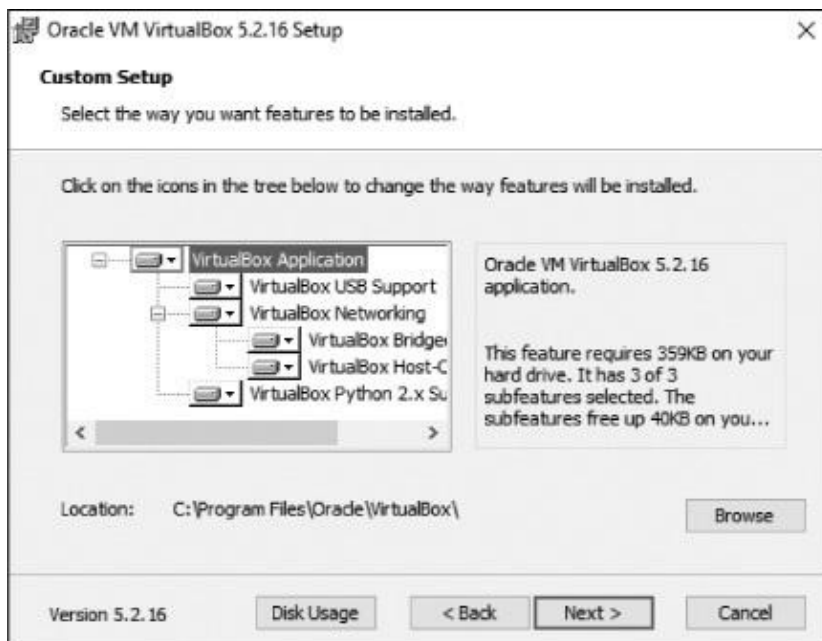 Oracle VM VirtualBox 5.2.16 Setup
Custom Setup
Select the way you want features to be installed.
Click on the icons in the tree below to change the way features will be installed.
VirtualBox Application
VirtualBox USB Support
VirtualBox Networking
VirtualBox Bridge
VirtualBox Host-C
VirtualBox Python 2.x Su
Oracle VM VirtualBox 5.2.16
application.
This feature requires 359KB on your
hard drive. It has 3 of 3
subfeatures selected. The
subfeatures free up 40KB on you...
Location: C:\Program Files\Oracle\VirtualBox\
Browse
Version 5.2.16 Disk Usage < Back Next > Cancel